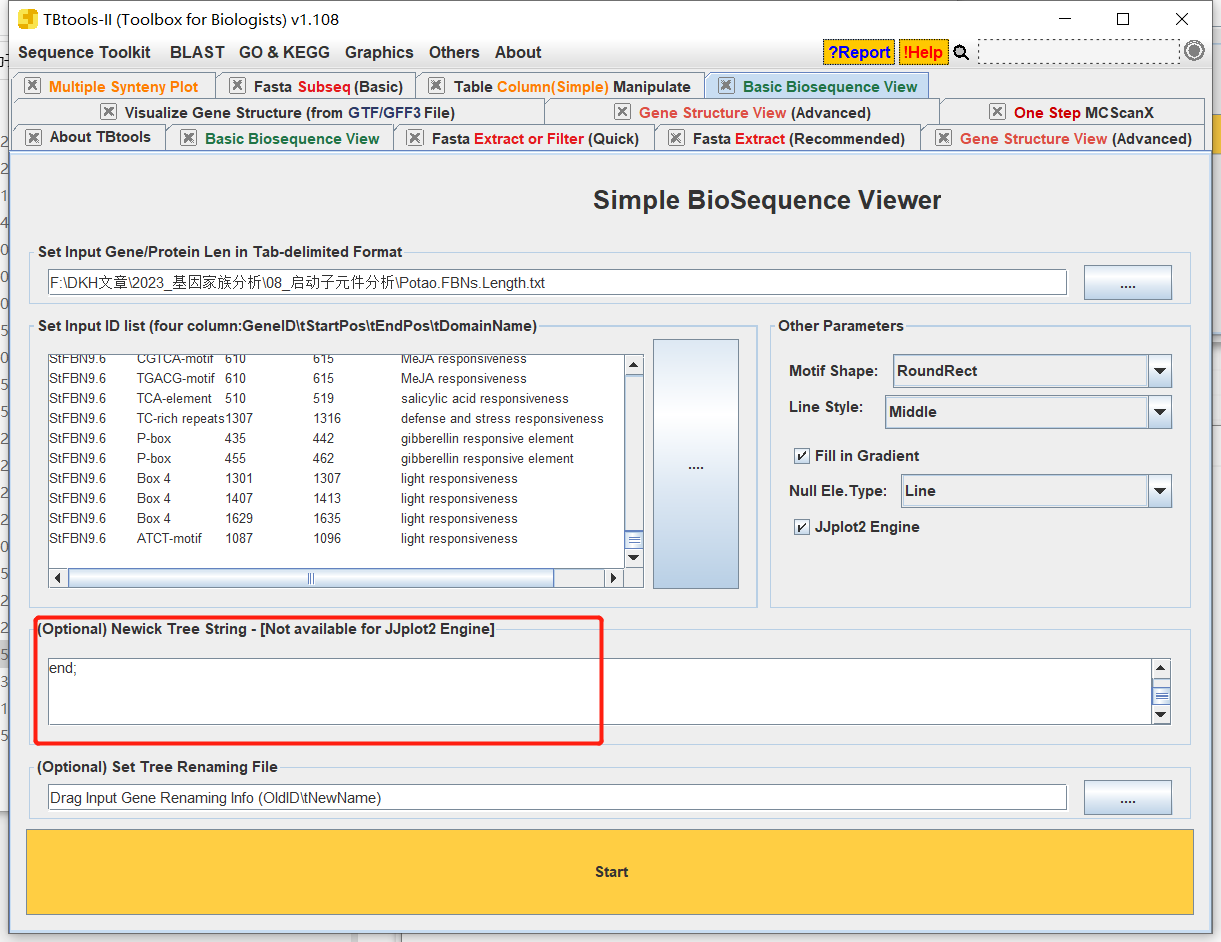 TBtools-II (Toolbox for Biologists) v1.108
Sequence Toolkit BLAST GO & KEGG Graphics Others About ?Report !Help
Multiple Synteny Plot Fasta Subseq (Basic) Table Column(Simple) Manipulate Basic Biosequence View
Visualize Gene Structure (from GTF/GFF3 File) Gene Structure View (Advanced) One Step MCScanX
About TBtools Basic Biosequence View Fasta Extract or Filter (Quick) Fasta Extract (Recommended) Gene Structure View (Advanced)
Simple BioSequence Viewer
Set Input Gene/Protein Len in Tab-delimited Format
F:\DKH文章\2023_基因家族分析\08_启动子元件分析\Potao.FBNs.Length.txt
....
Set Input ID list (four column:GeneID\tStartPos\tEndPos\tDomainName)
StFBN9.6 CGTCA-motif 610 615 MeJA responsiveness
StFBN9.6 TGACG-motif 610 615 MeJA responsiveness
StFBN9.6 TCA-element 510 519 salicylic acid responsiveness
StFBN9.6 TC-rich repeats1307 1316 defense and stress responsiveness
StFBN9.6 P-box 435 442 gibberellin responsive element
StFBN9.6 P-box 455 462 gibberellin responsive element
StFBN9.6 Box 4 1301 1307 light responsiveness
StFBN9.6 Box 4 1407 1413 light responsiveness
StFBN9.6 Box 4 1629 1635 light responsiveness
StFBN9.6 ATCT-motif 1087 1096 light responsiveness
....
Other Parameters
Motif Shape: RoundRect
Line Style: Middle
Fill in Gradient
Null Ele.Type: Line
JJplot2 Engine
(Optional) Newick Tree String - [Not available for JJplot2 Engine]
end;
(Optional) Set Tree Renaming File
Drag Input Gene Renaming Info (OldID\tNewName)
....
Start